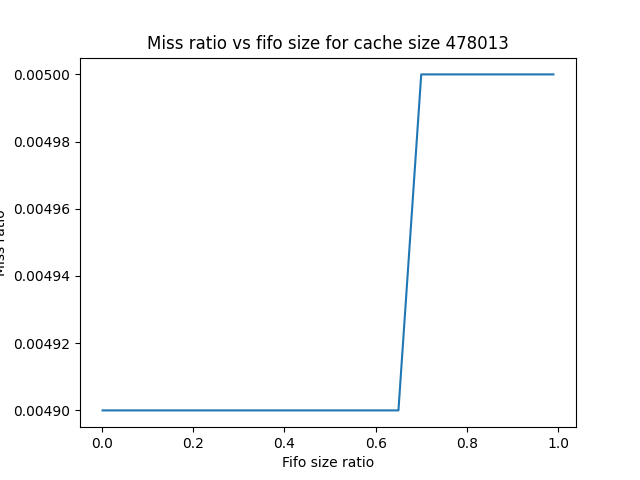 Miss ratio vs fifo size for cache size 478013
0.00500
0.00498
0.00496
0.00494
0.00492
0.00490
Miss ratio
0.0 0.2 0.4 0.6 0.8 1.0
Fifo size ratio